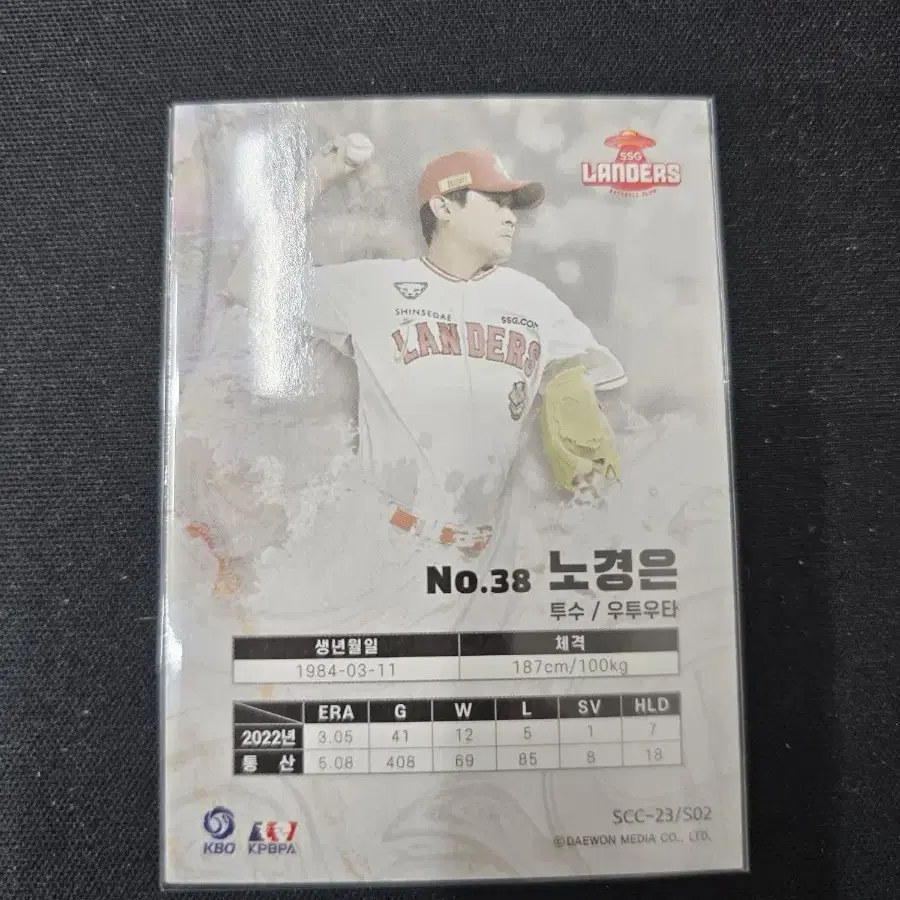 SSG
LANDERS
SHINSEGAE
SSG.COM
LANDERS
No.38 노경은
투수 / 우투우타
생년월일 체격
1984-03-11 187cm/100kg
ERA G W L SV HLD
2022년 3.05 41 12 5 1 7
통 산 5.08 408 69 85 8 18
SCC-23/S02
KBO KPBPA
©DAEWON MEDIA CO., LTD.